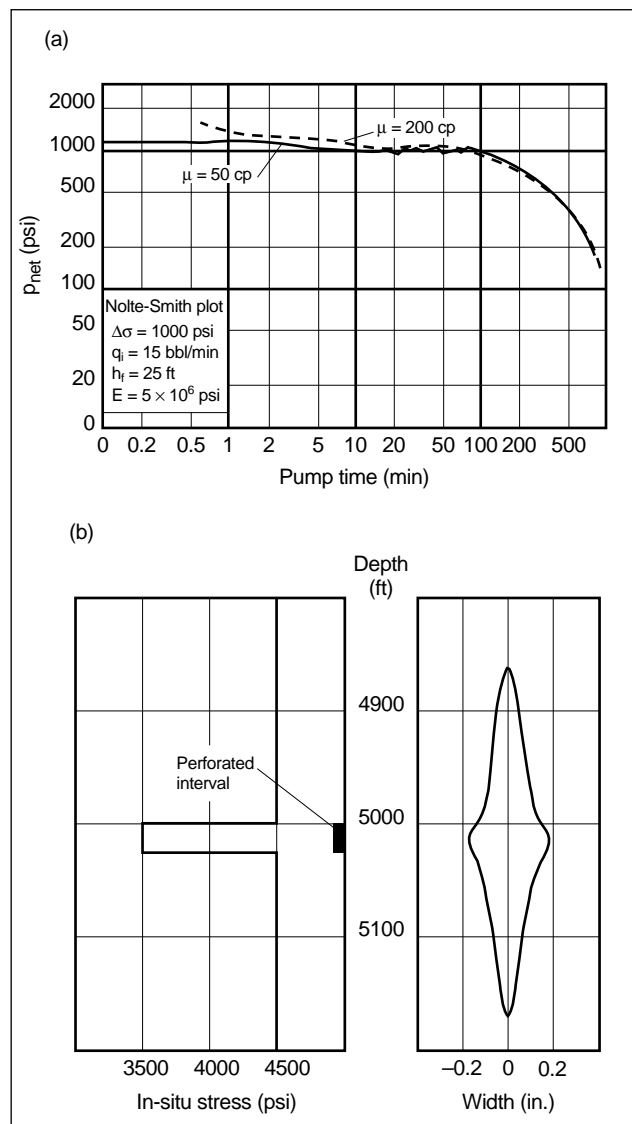 (a)
2000
1000
500
200
100
50
20
0
p_net (psi)
μ = 200 cp
μ = 50 cp
Nolte-Smith plot
Δσ = 1000 psi
q_i = 15 bbl/min
h_f = 25 ft
E = 5 × 10⁶ psi
0 0.2 0.5 1 2 5 10 20 50 100 200 500
Pump time (min)
(b)
Depth
(ft)
4900
Perforated
interval
5000
5100
3500 4000 4500
In-situ stress (psi)
–0.2 0 0.2
Width (in.)